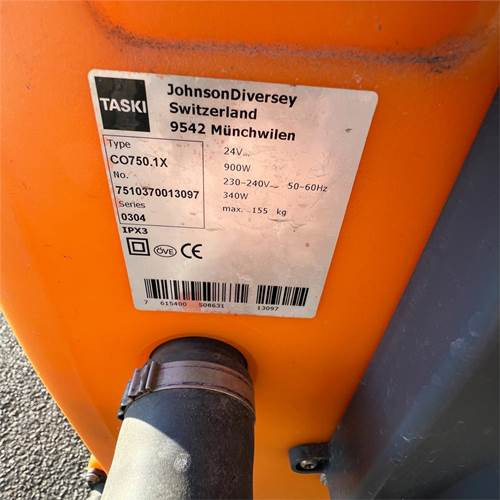 TASKI
JohnsonDiversey
Switzerland
9542 Münchwilen
Type
CO750.1X
No.
7510370013097
Series
0304
IPX3
24V
900W
230-240V~ 50-60Hz
340W
max. 155 kg
ÖVE CE
7 615400 508631 13097